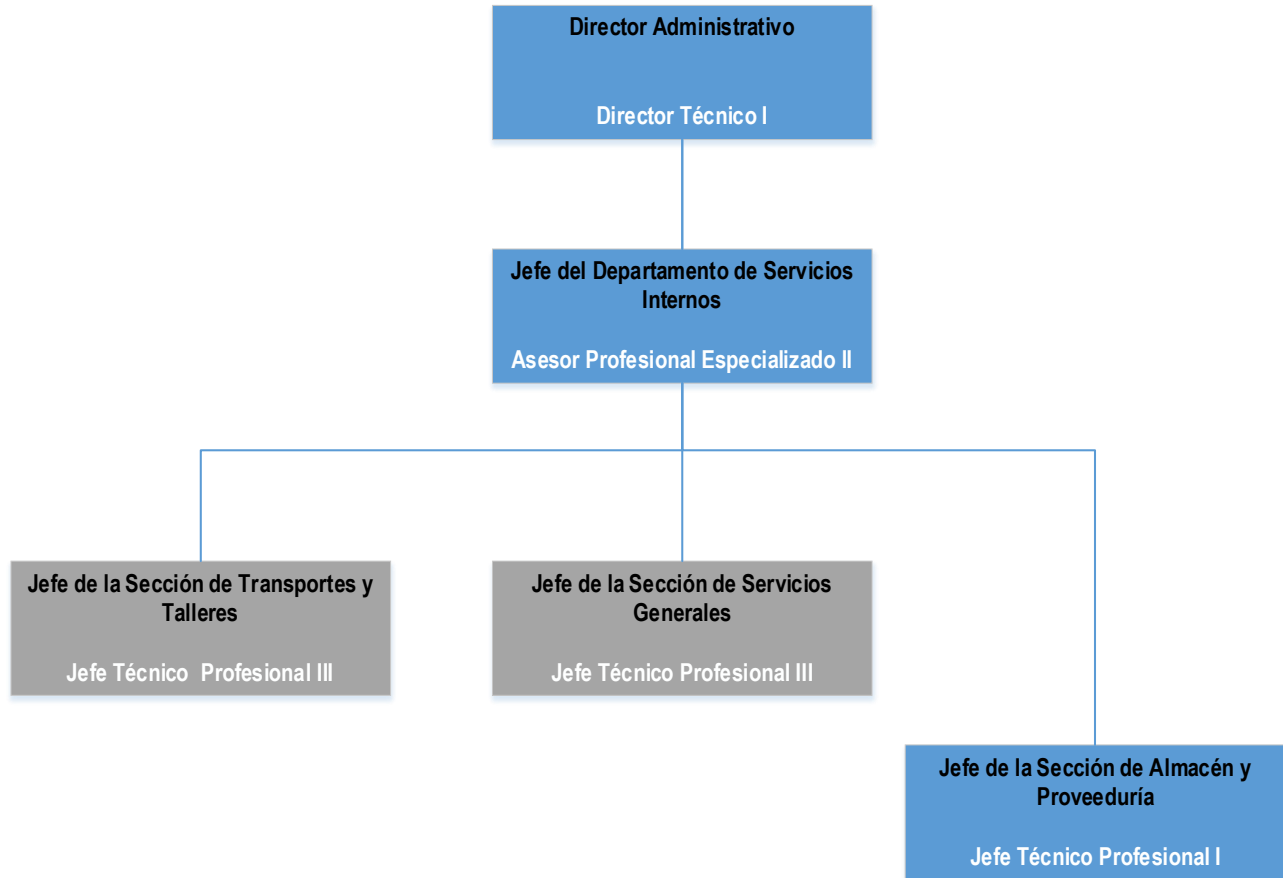 Director Administrativo
Director Técnico I
Jefe del Departamento de Servicios
Internos
Asesor Profesional Especializado II
Jefe de la Sección de Transportes y
Talleres
Jefe Técnico  Profesional III
Jefe de la Sección de Servicios
Generales
Jefe Técnico Profesional III
Jefe de la Sección de Almacén y
Proveeduría
Jefe Técnico Profesional I